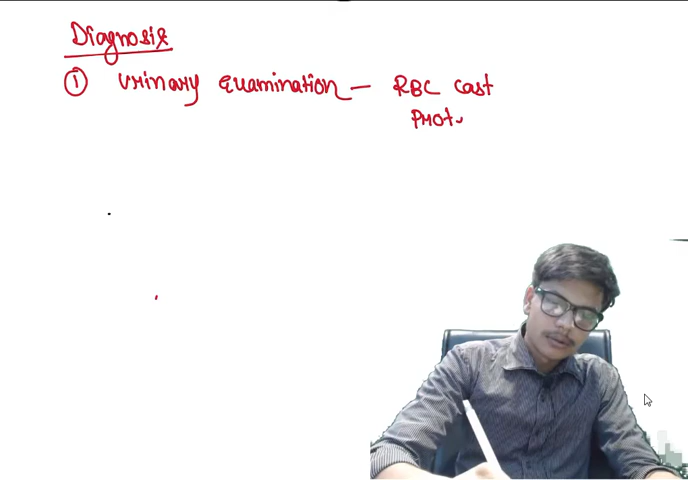 Diagnosis
① Urinary Examination — RBC Cast
Prot